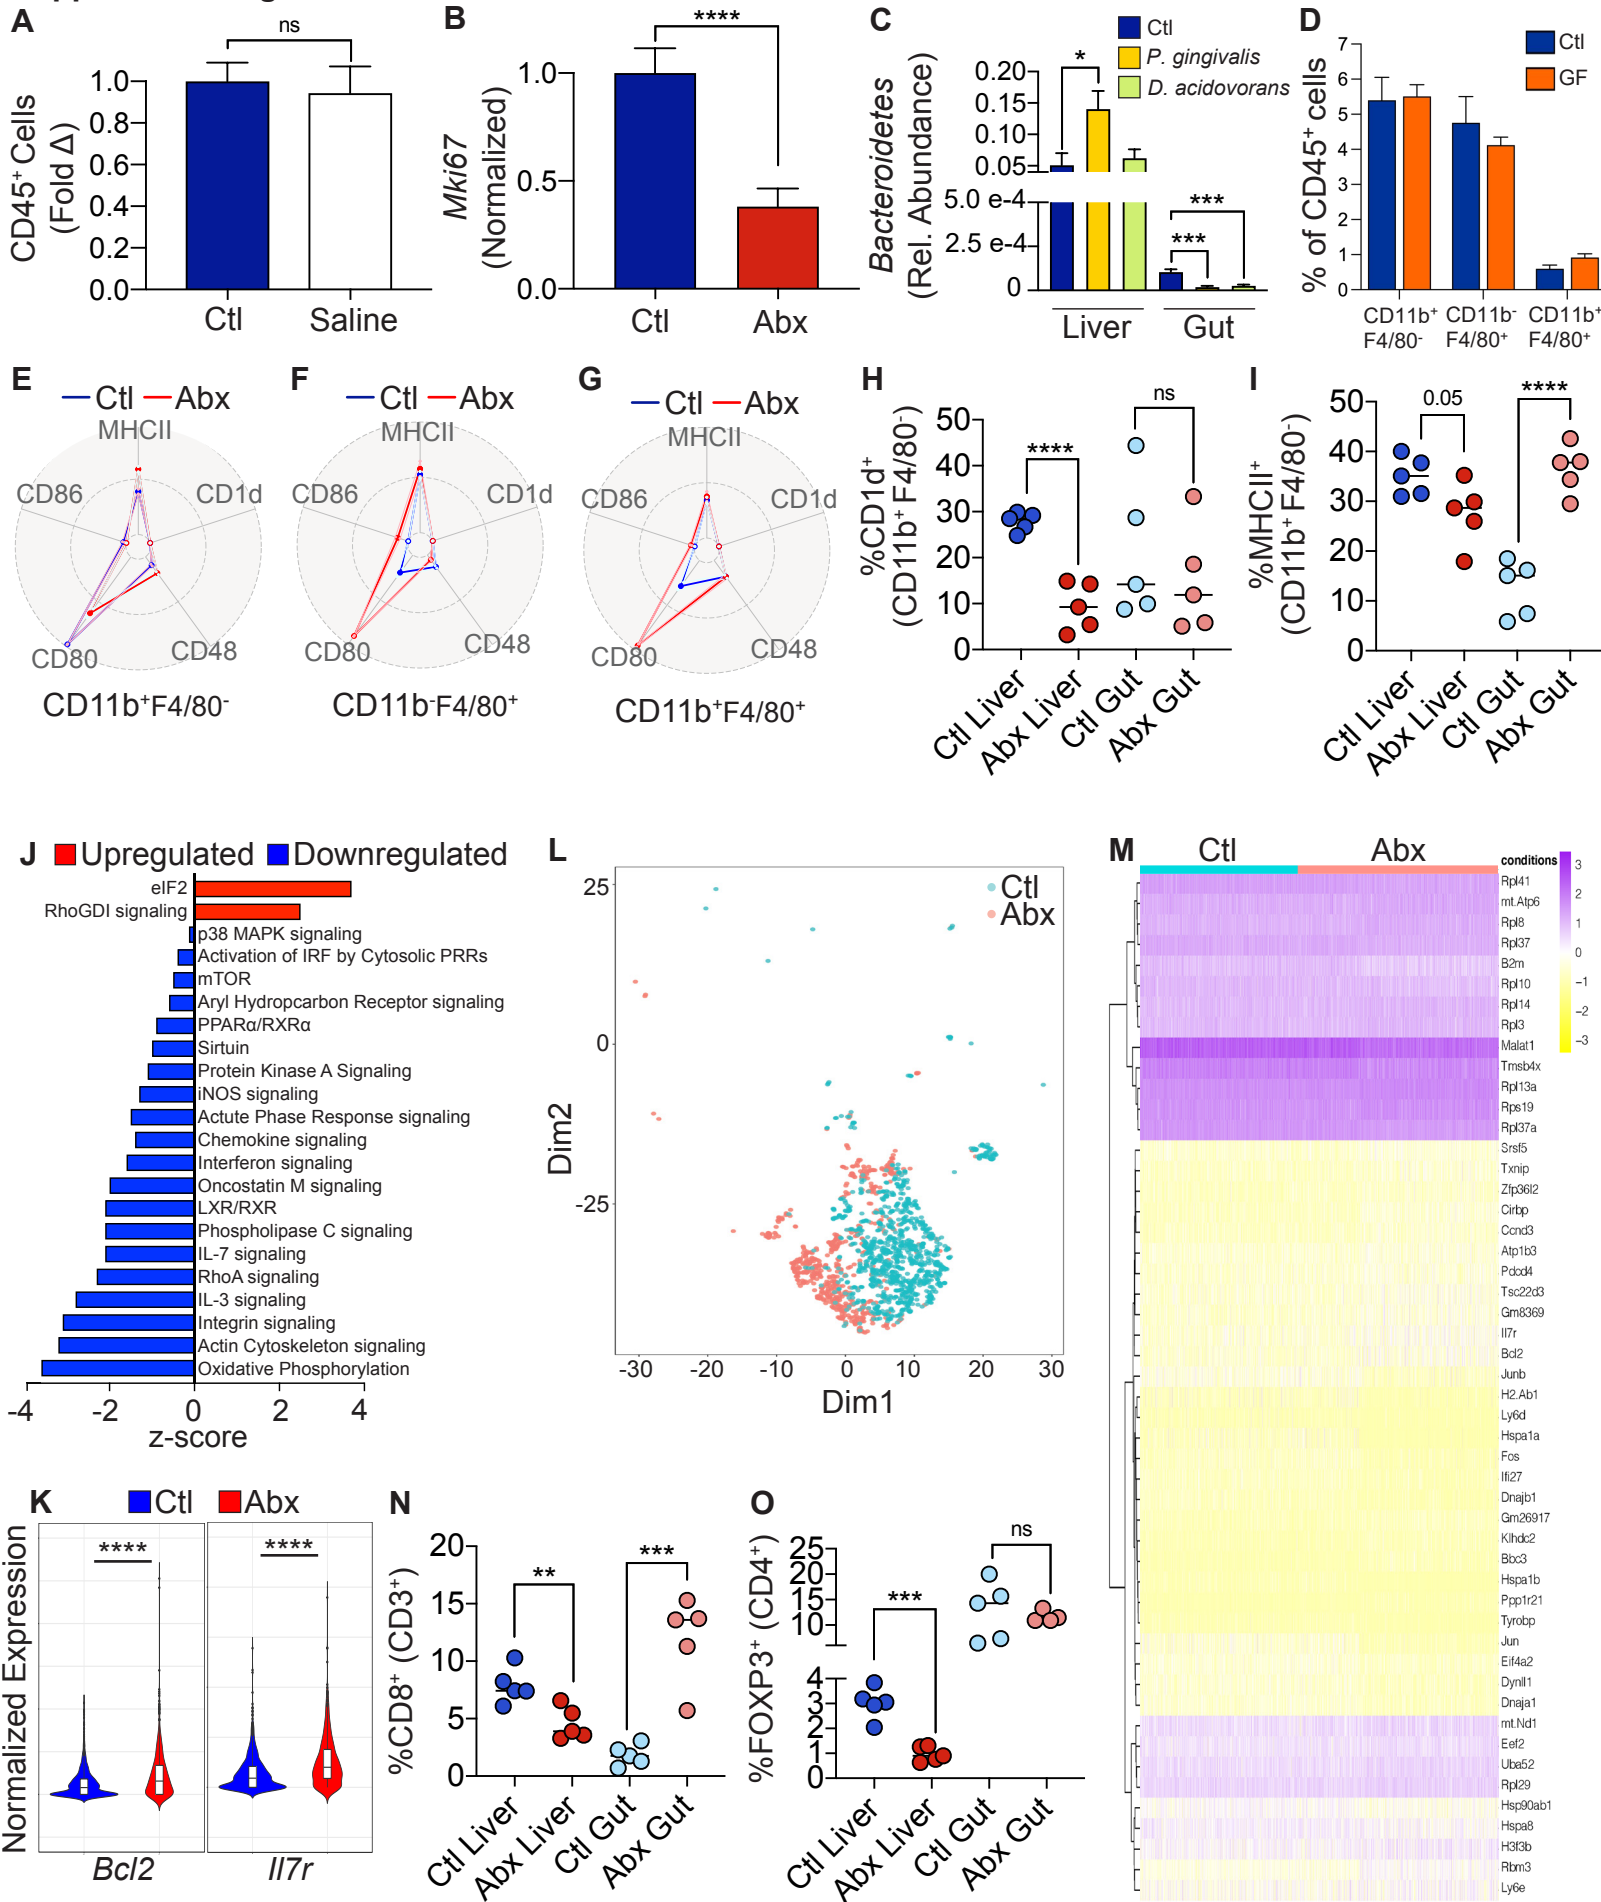 A
ns
CD45+ Cells
(Fold Δ)
1.0
0.8
0.6
0.4
0.2
0.0
Ctl
Saline
B
****
Mki67
(Normalized)
1.0
0.5
0.0
Ctl
Abx
C
Ctl
P. gingivalis
D. acidovorans
Bacteroidetes
(Rel. Abundance)
0.20
0.15
0.10
0.05
5.0 e-4
2.5 e-4
0
*
***
***
Liver
Gut
D
Ctl
GF
% of CD45+ cells
7
6
5
4
3
2
1
0
CD11b+
F4/80-
CD11b-
F4/80+
CD11b+
F4/80+
E
Ctl
Abx
MHCII
CD86
CD1d
CD80
CD48
CD11b+F4/80-
F
Ctl
Abx
MHCII
CD86
CD1d
CD80
CD48
CD11b-F4/80+
G
Ctl
Abx
MHCII
CD86
CD1d
CD80
CD48
CD11b+F4/80+
H
%CD1d+
(CD11b+F4/80-)
50
40
30
20
10
0
****
ns
Ctl Liver
Abx Liver
Ctl Gut
Abx Gut
I
%MHCII+
(CD11b+F4/80-)
50
40
30
20
10
0
0.05
****
Ctl Liver
Abx Liver
Ctl Gut
Abx Gut
J
Upregulated
Downregulated
eIF2
RhoGDI signaling
p38 MAPK signaling
Activation of IRF by Cytosolic PRRs
mTOR
Aryl Hydropcarbon Receptor signaling
PPARα/RXRα
Sirtuin
Protein Kinase A Signaling
iNOS signaling
Actute Phase Response signaling
Chemokine signaling
Interferon signaling
Oncostatin M signaling
LXR/RXR
Phospholipase C signaling
IL-7 signaling
RhoA signaling
IL-3 signaling
Integrin signaling
Actin Cytoskeleton signaling
Oxidative Phosphorylation
-4
-2
0
2
4
z-score
L
Ctl
Abx
25
0
-25
Dim2
-30
-20
-10
0
10
20
30
Dim1
M
Ctl
Abx
conditions
3
2
1
0
−1
−2
−3
Rpl41
mt.Atp6
Rpl8
Rpl37
B2m
Rpl10
Rpl14
Rpl3
Malat1
Tmsb4x
Rpl13a
Rps19
Rpl37a
Srsf5
Txnip
Zfp36l2
Cirbp
Ccnd3
Atp1b3
Pdcd4
Tsc22d3
Gm8369
Il7r
Bcl2
Junb
H2.Ab1
Ly6d
Hspa1a
Fos
Ifi27
Dnajb1
Gm26917
Klhdc2
Bbc3
Hspa1b
Ppp1r21
Tyrobp
Jun
Eif4a2
Dynll1
Dnaja1
mt.Nd1
Eef2
Uba52
Rpl29
Hsp90ab1
Hspa8
H3f3b
Rbm3
Ly6e
K
Ctl
Abx
Normalized Expression
****
****
Bcl2
Il7r
N
%CD8+ (CD3+)
20
15
10
5
0
**
***
Ctl Liver
Abx Liver
Ctl Gut
Abx Gut
O
%FOXP3+ (CD4+)
25
20
15
10
4
3
2
1
0
***
ns
Ctl Liver
Abx Liver
Ctl Gut
Abx Gut